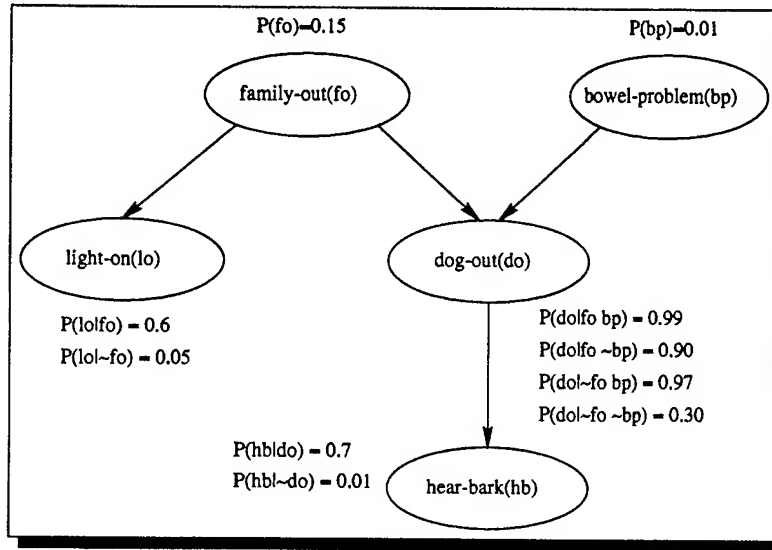 P(fo)=0.15
P(bp)=0.01
family-out(fo)
bowel-problem(bp)
light-on(lo)
dog-out(do)
P(lo|fo) = 0.6
P(lo|~fo) = 0.05
P(do|fo bp) = 0.99
P(do|fo ~bp) = 0.90
P(do|~fo bp) = 0.97
P(do|~fo ~bp) = 0.30
P(hb|do) = 0.7
P(hb|~do) = 0.01
hear-bark(hb)